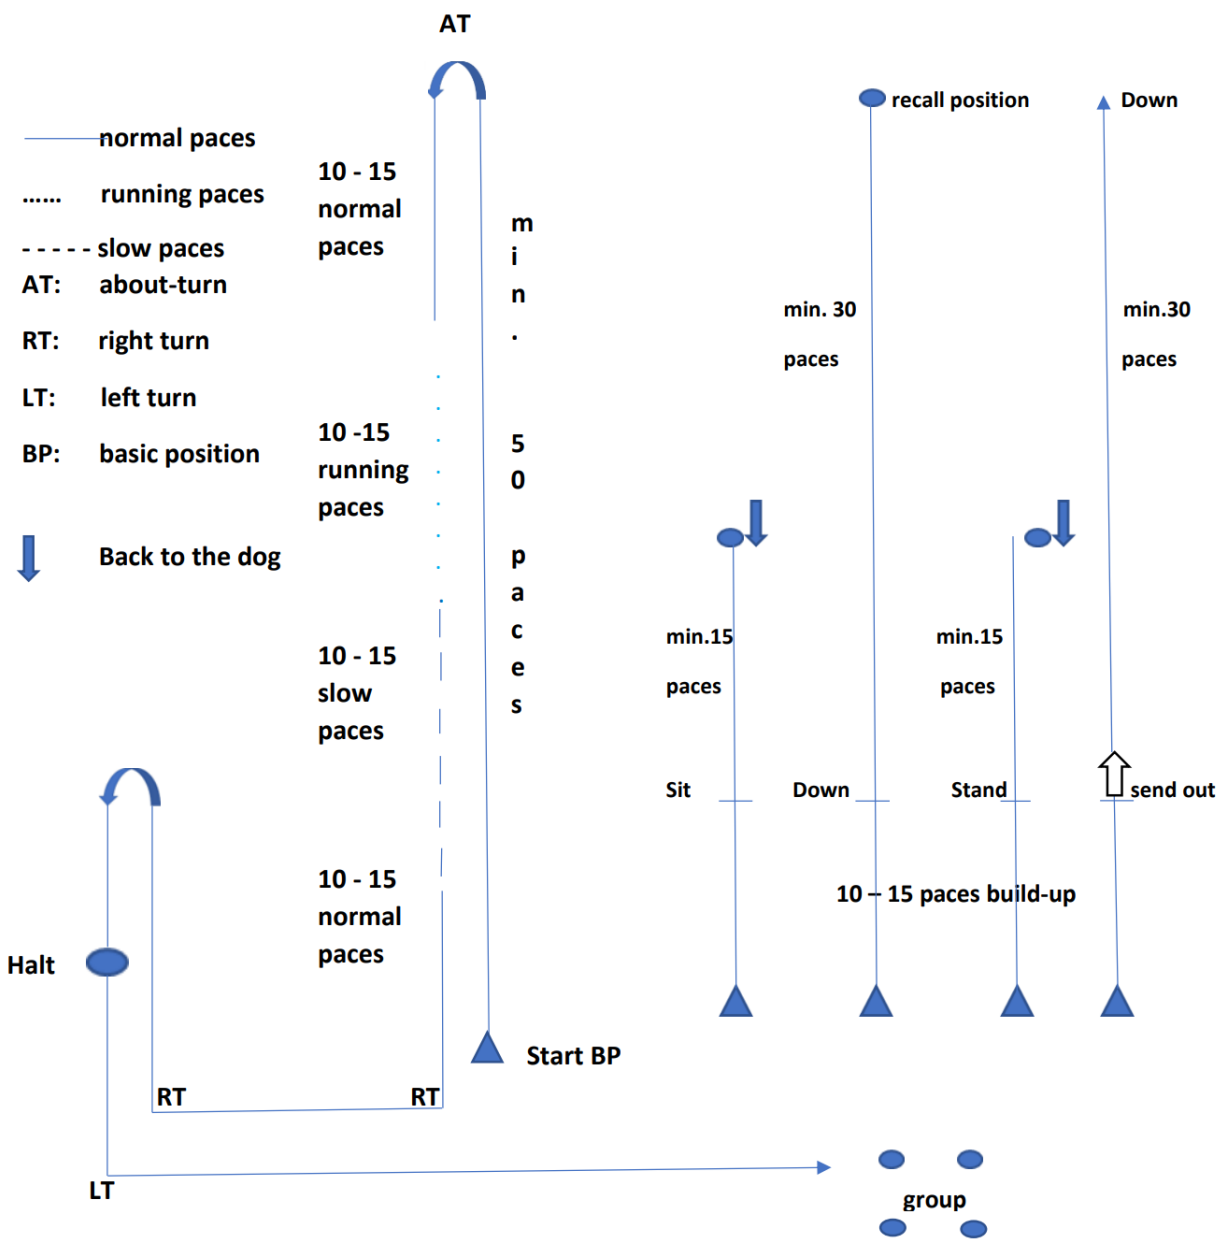 AT
normal paces
...... running paces
- - - - - slow paces
AT: about-turn
RT: right turn
LT: left turn
BP: basic position
Back to the dog
10 - 15
normal
paces
10 -15
running
paces
10 - 15
slow
paces
10 - 15
normal
paces
min. 50 paces
Halt
Start BP
RT
RT
LT
recall position
Down
min. 30
paces
min.30
paces
min.15
paces
min.15
paces
Sit
Down
Stand
send out
10 – 15 paces build-up
group